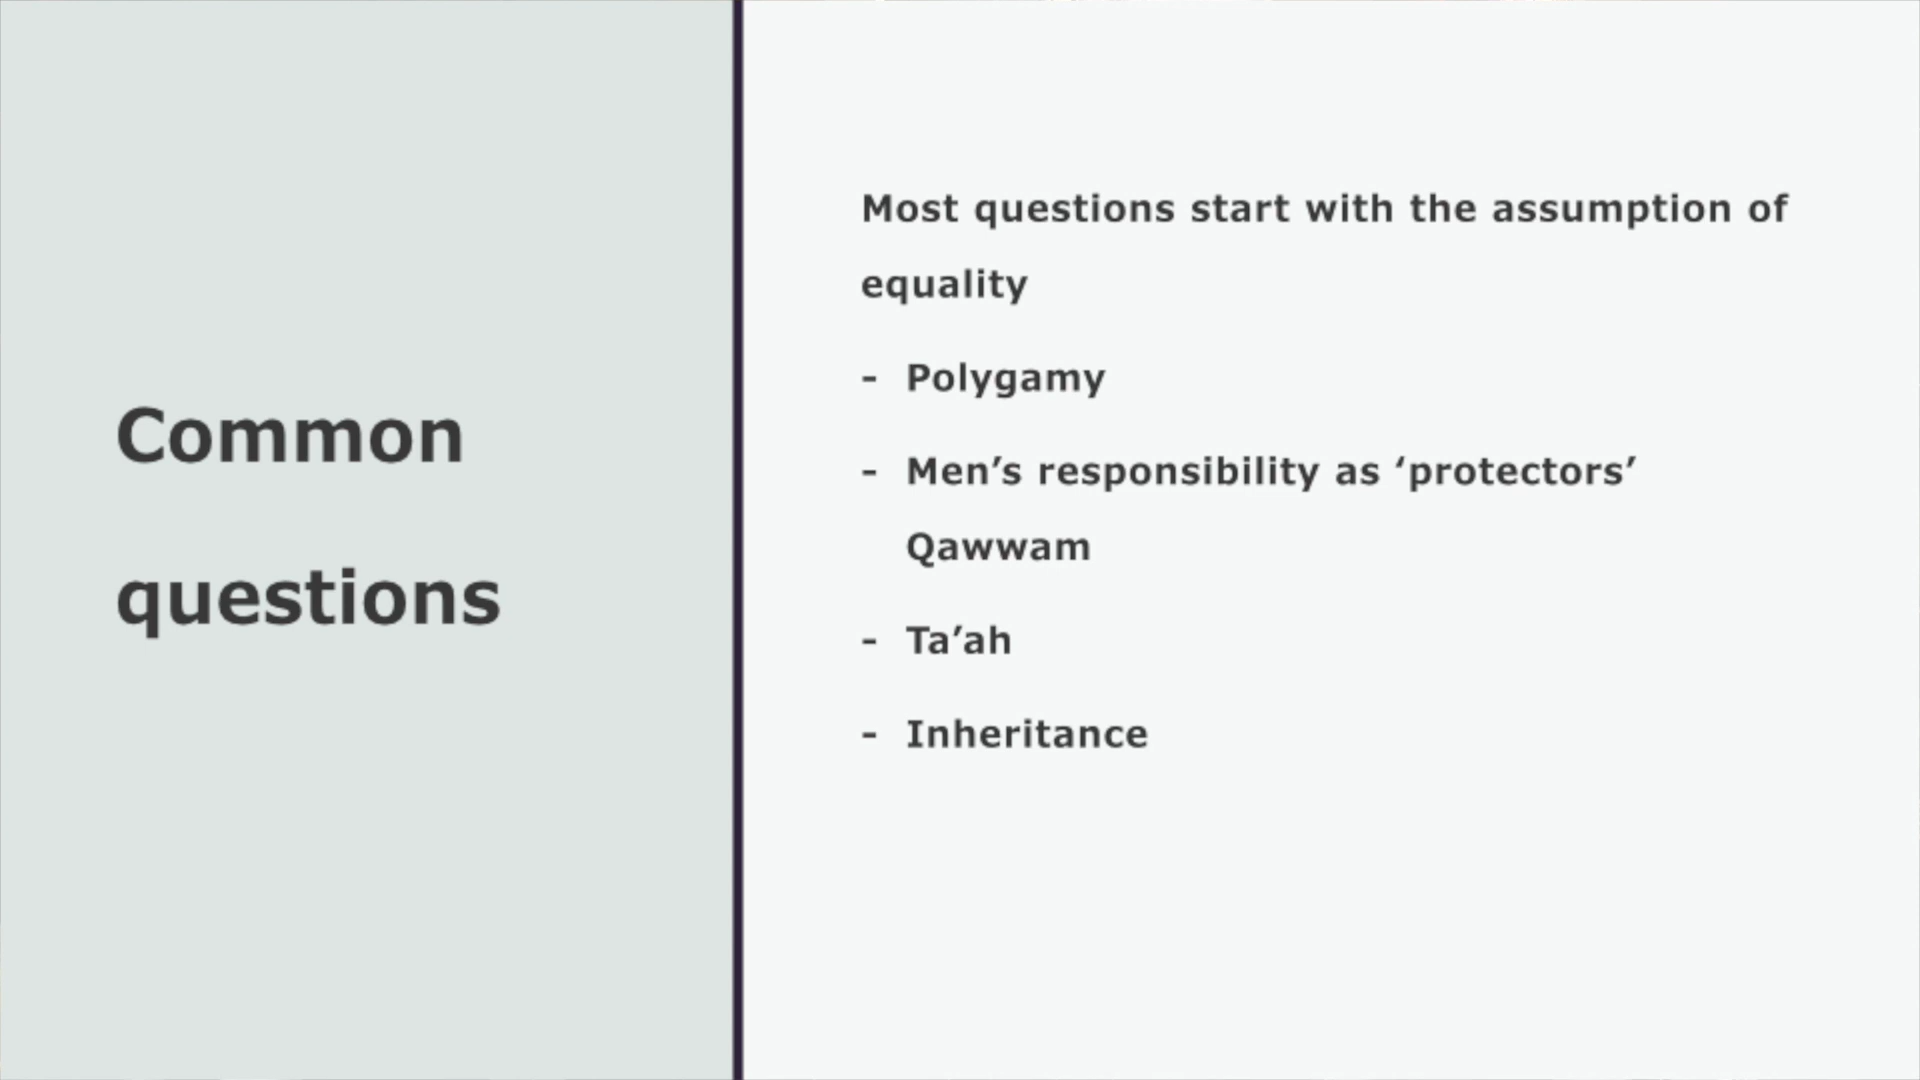 Common
questions
Most questions start with the assumption of
equality
- Polygamy
- Men’s responsibility as ‘protectors’
Qawwam
- Ta’ah
- Inheritance